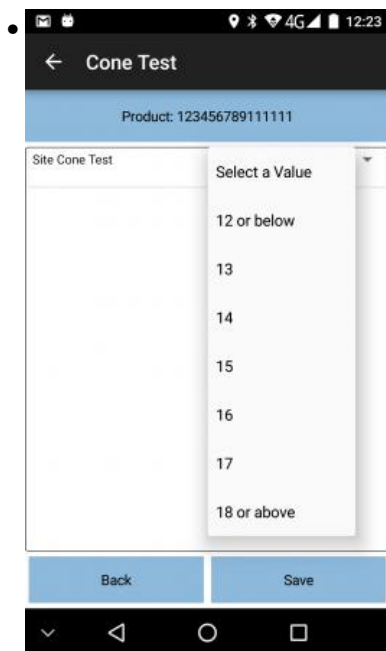 4G 12:23
Cone Test
Product: 123456789111111
Site Cone Test
Select a Value
12 or below
13
14
15
16
17
18 or above
Back Save